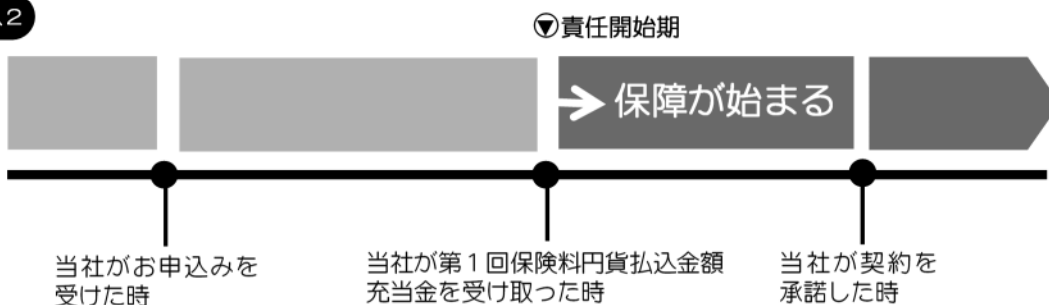 2
▼責任開始期
保障が始まる
当社がお申込みを
受けた時
当社が第1回保険料円貨払込金額
充当金を受け取った時
当社が契約を
承諾した時